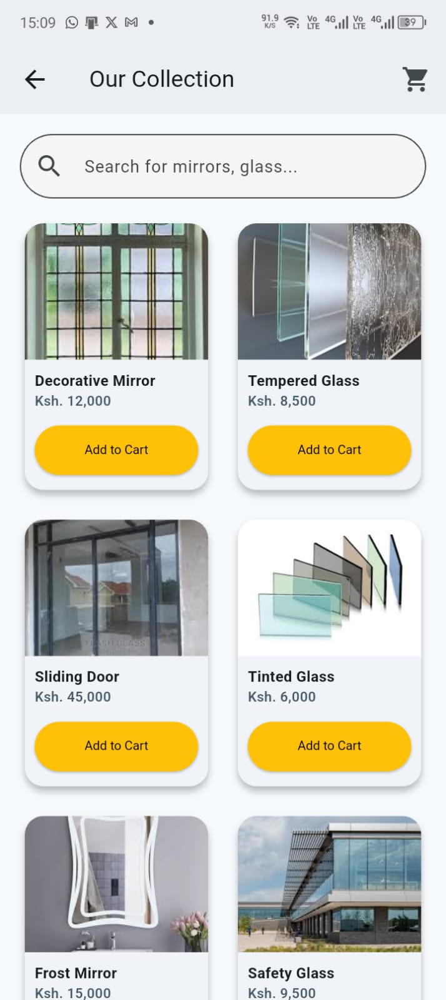 15:09
91.9
K/S
Vo
LTE
4G
Vo
LTE
4G
39
Our Collection
Search for mirrors, glass...
Decorative Mirror
Ksh. 12,000
Add to Cart
Tempered Glass
Ksh. 8,500
Add to Cart
FLASH GLASS
Sliding Door
Ksh. 45,000
Add to Cart
Tinted Glass
Ksh. 6,000
Add to Cart
Frost Mirror
Ksh. 15,000
Safety Glass
Ksh. 9,500